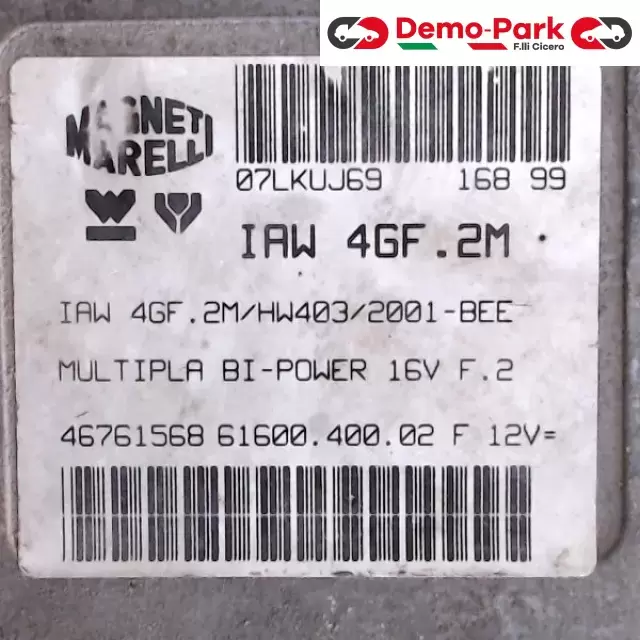 Demo-Park
F.lli Cicero
MAGNETI
MARELLI
07LKUJ69 168 99
IAW 4GF.2M
IAW 4GF.2M/HW403/2001-BEE
MULTIPLA BI-POWER 16V F.2
46761568 61600.400.02 F 12V=